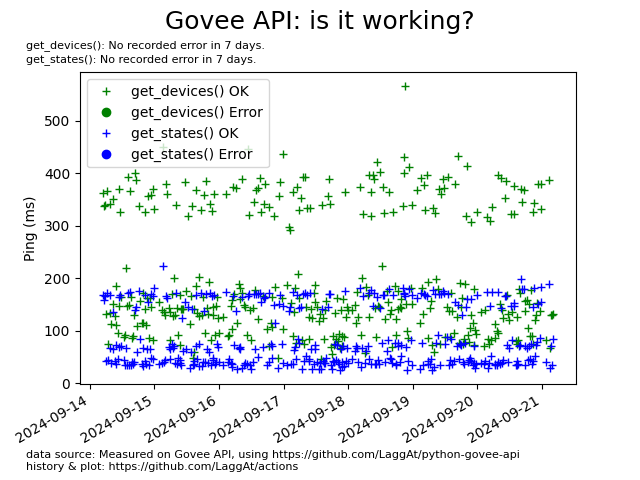 Govee API: is it working?
get_devices(): No recorded error in 7 days.
get_states(): No recorded error in 7 days.
get_devices() OK
get_devices() Error
get_states() OK
get_states() Error
Ping (ms)
500
400
300
200
100
0
2024-09-14
2024-09-15
2024-09-16
2024-09-17
2024-09-18
2024-09-19
2024-09-20
2024-09-21
data source: Measured on Govee API, using https://github.com/LaggAt/python-govee-api
history & plot: https://github.com/LaggAt/actions